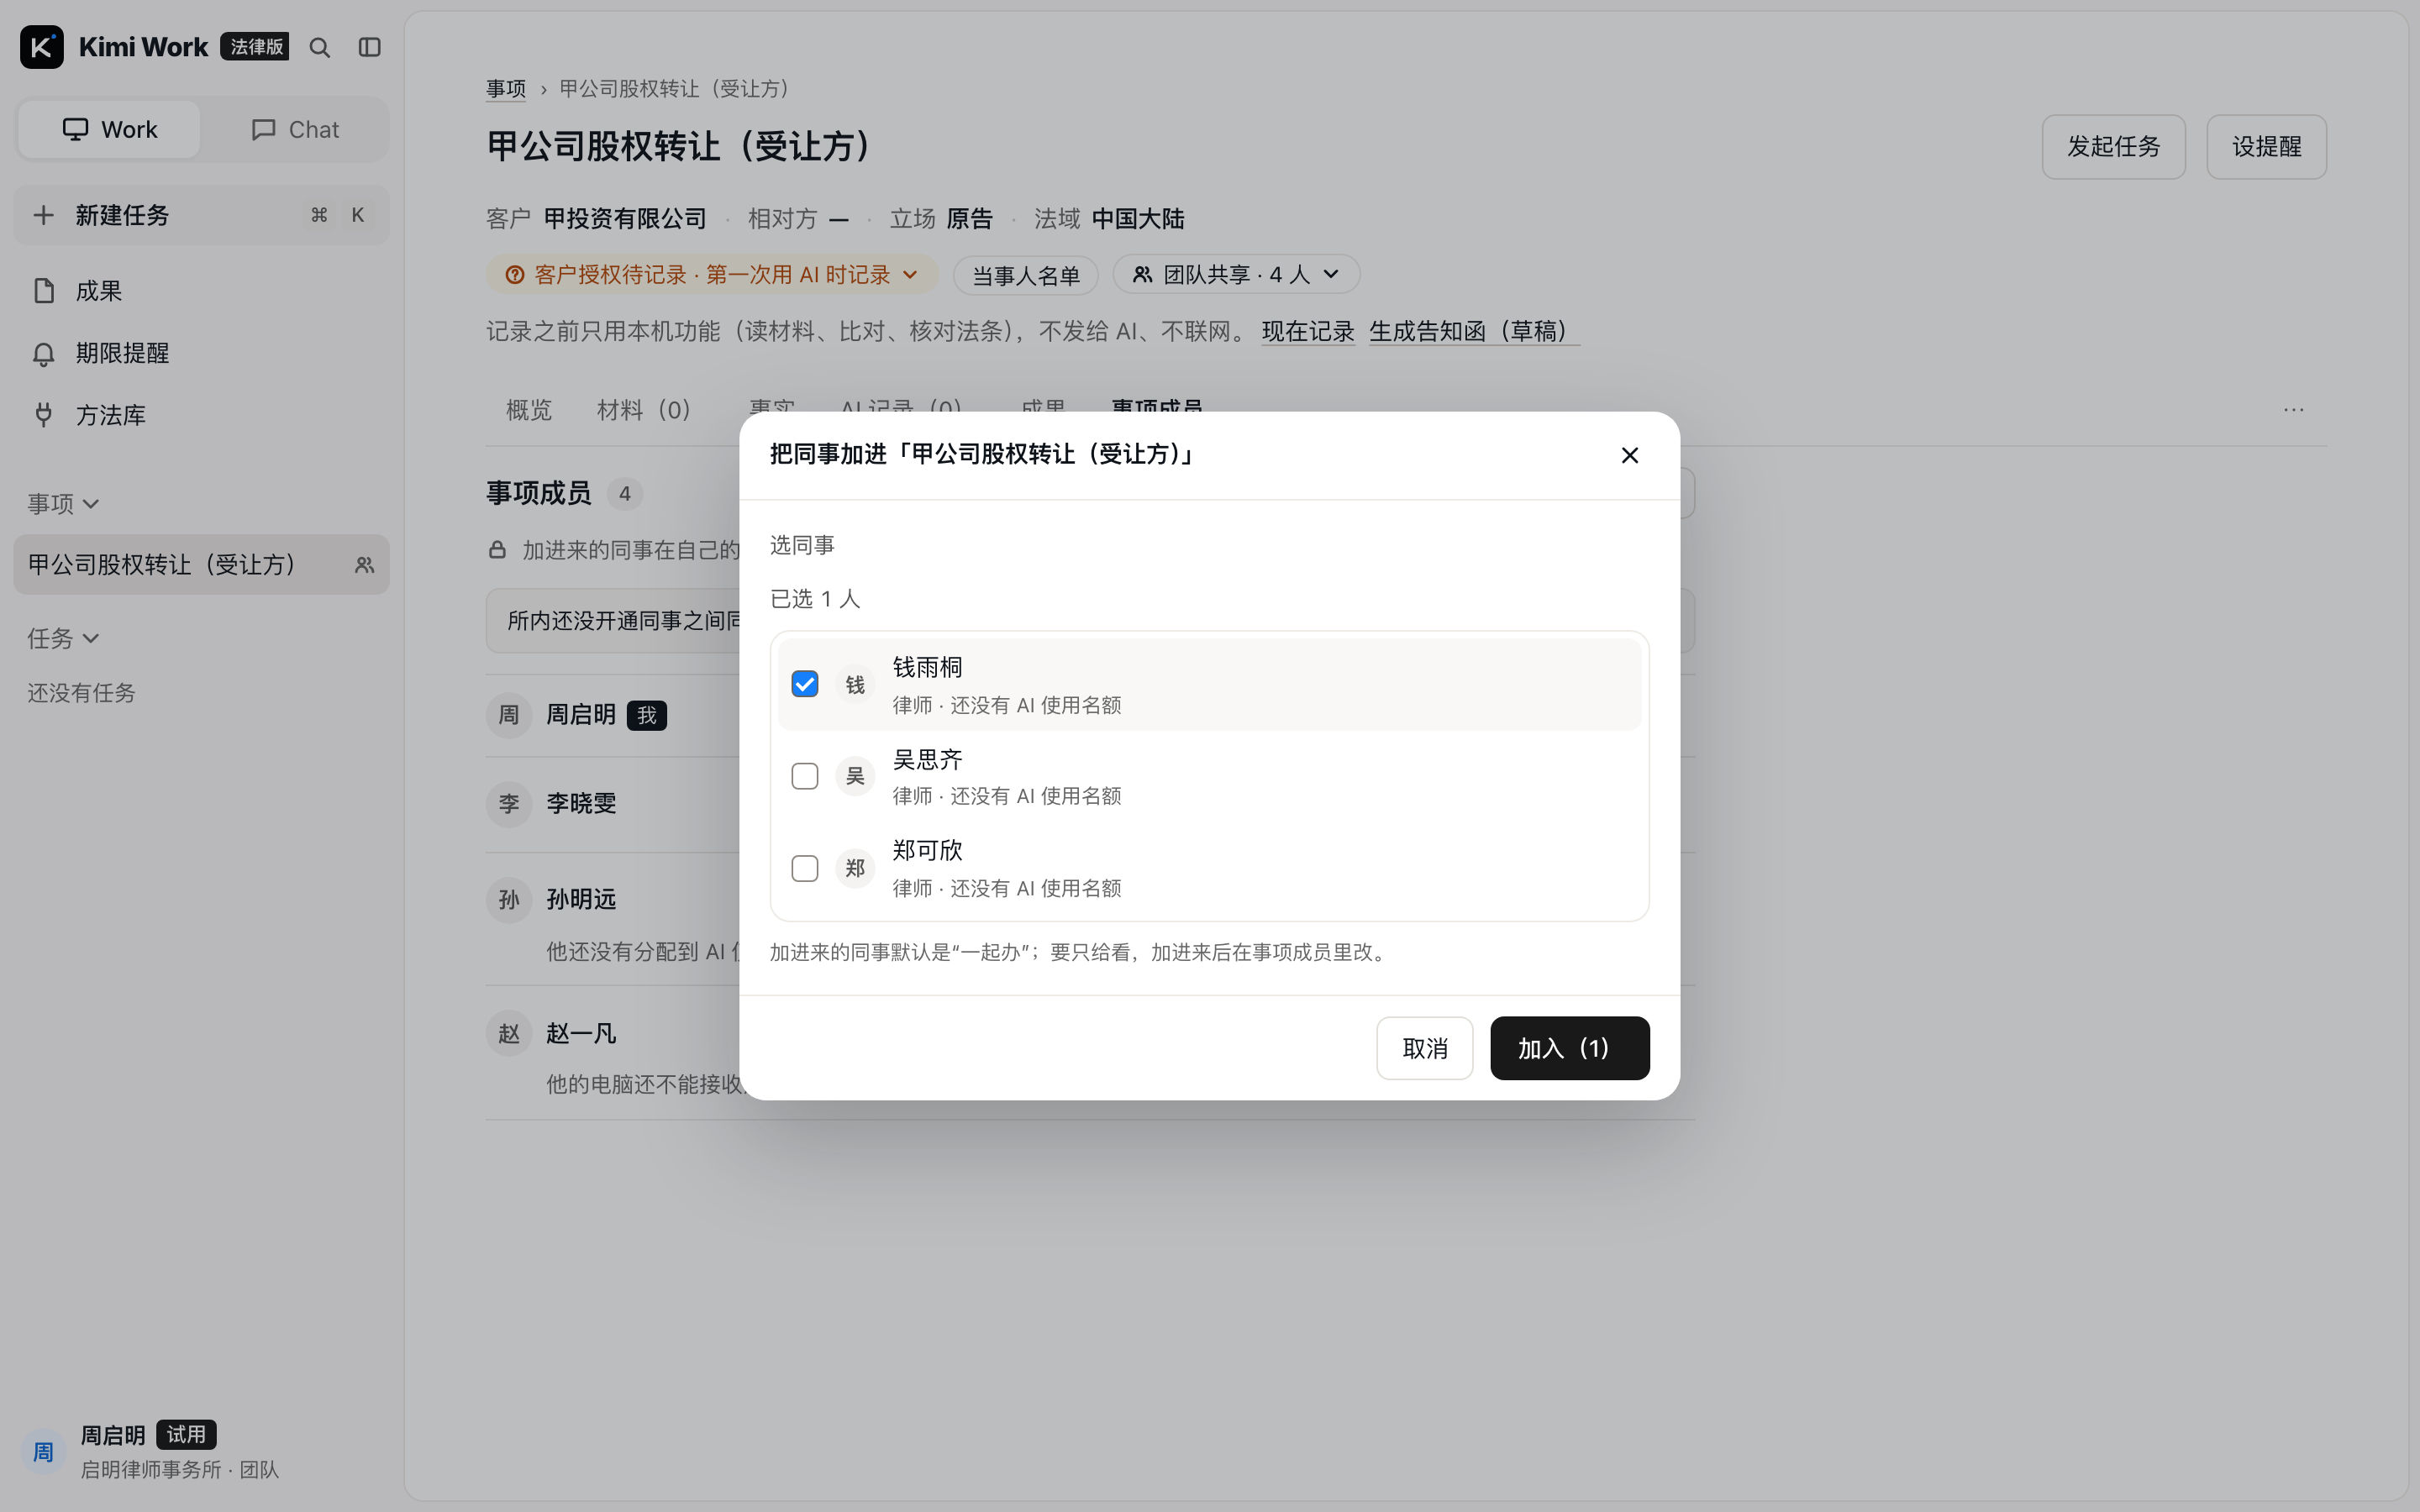 Kimi Work 法律版
Work
Chat
新建任务 ⌘ K
成果
期限提醒
方法库
事项
甲公司股权转让（受让方）
任务
还没有任务
周 周启明 试用
启明律师事务所 · 团队
事项 › 甲公司股权转让（受让方）
甲公司股权转让（受让方）
发起任务 设提醒
客户 甲投资有限公司 · 相对方 — · 立场 原告 · 法域 中国大陆
客户授权待记录 · 第一次用 AI 时记录 当事人名单 团队共享 · 4 人
记录之前只用本机功能（读材料、比对、核对法条），不发给 AI、不联网。 现在记录 生成告知函（草稿）
概览 材料（0） 事实 AI 记录（0） 成果 事项成员 ...
事项成员 4
加进来的同事在自己的
所内还没开通同事之间同
周 周启明 我
李 李晓雯
孙 孙明远
他还没有分配到 AI
赵 赵一凡
他的电脑还不能接收
把同事加进「甲公司股权转让（受让方）」
选同事
已选 1 人
钱 钱雨桐
律师 · 还没有 AI 使用名额
吴 吴思齐
律师 · 还没有 AI 使用名额
郑 郑可欣
律师 · 还没有 AI 使用名额
加进来的同事默认是“一起办”；要只给看，加进来后在事项成员里改。
取消 加入（1）